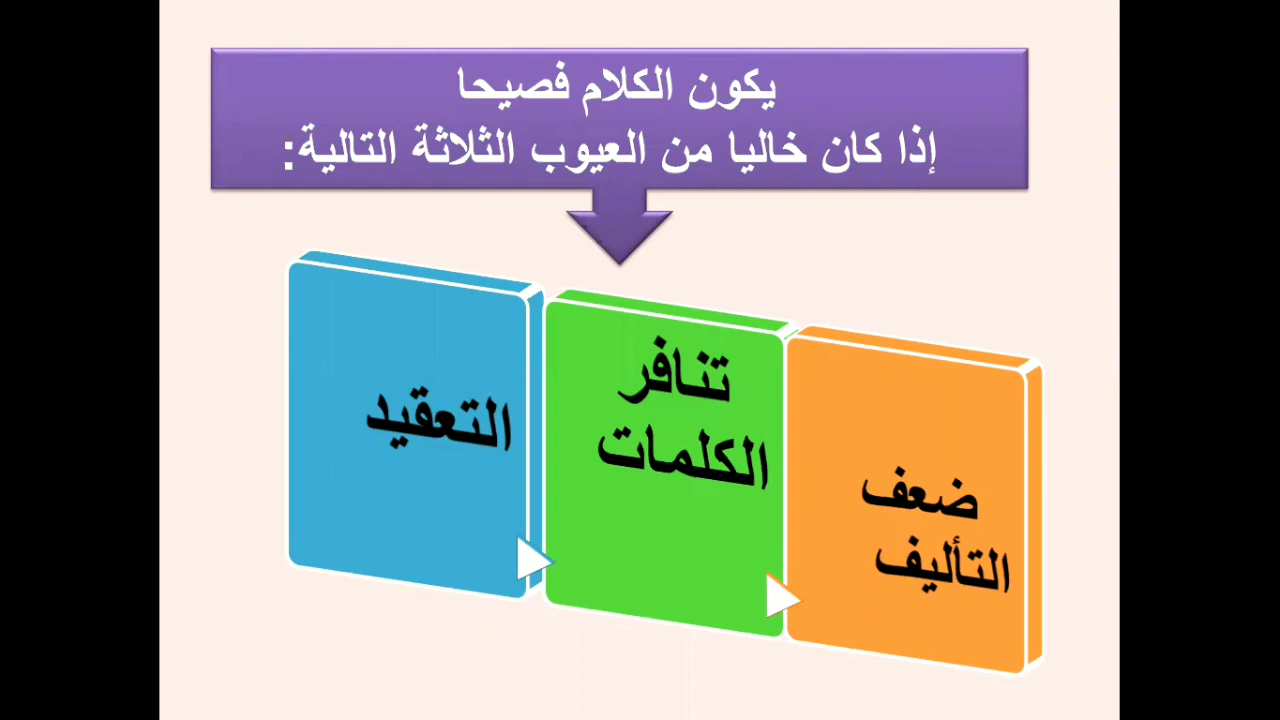 يكون الكلام فصيحا
إذا كان خاليا من العيوب الثلاثة التالية:
ضعف
التأليف
تنافر
الكلمات
التعقيد